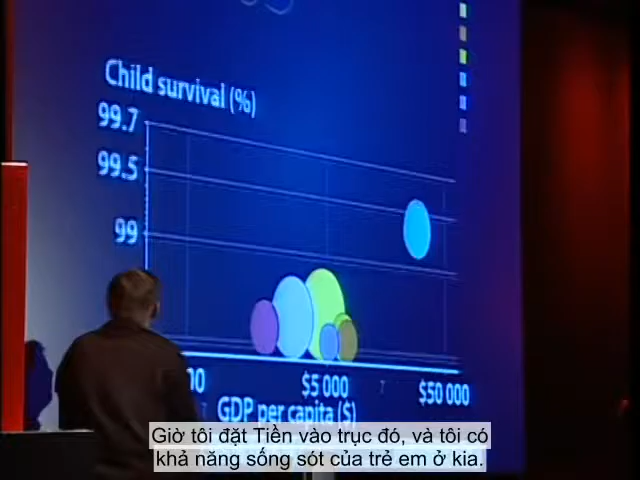 Child survival (%)
99.7
99.5
99
$5 000
$50 000
GDP per capita ($)
Giờ tôi đặt Tiền vào trục đó, và tôi có
khả năng sống sót của trẻ em ở kia.